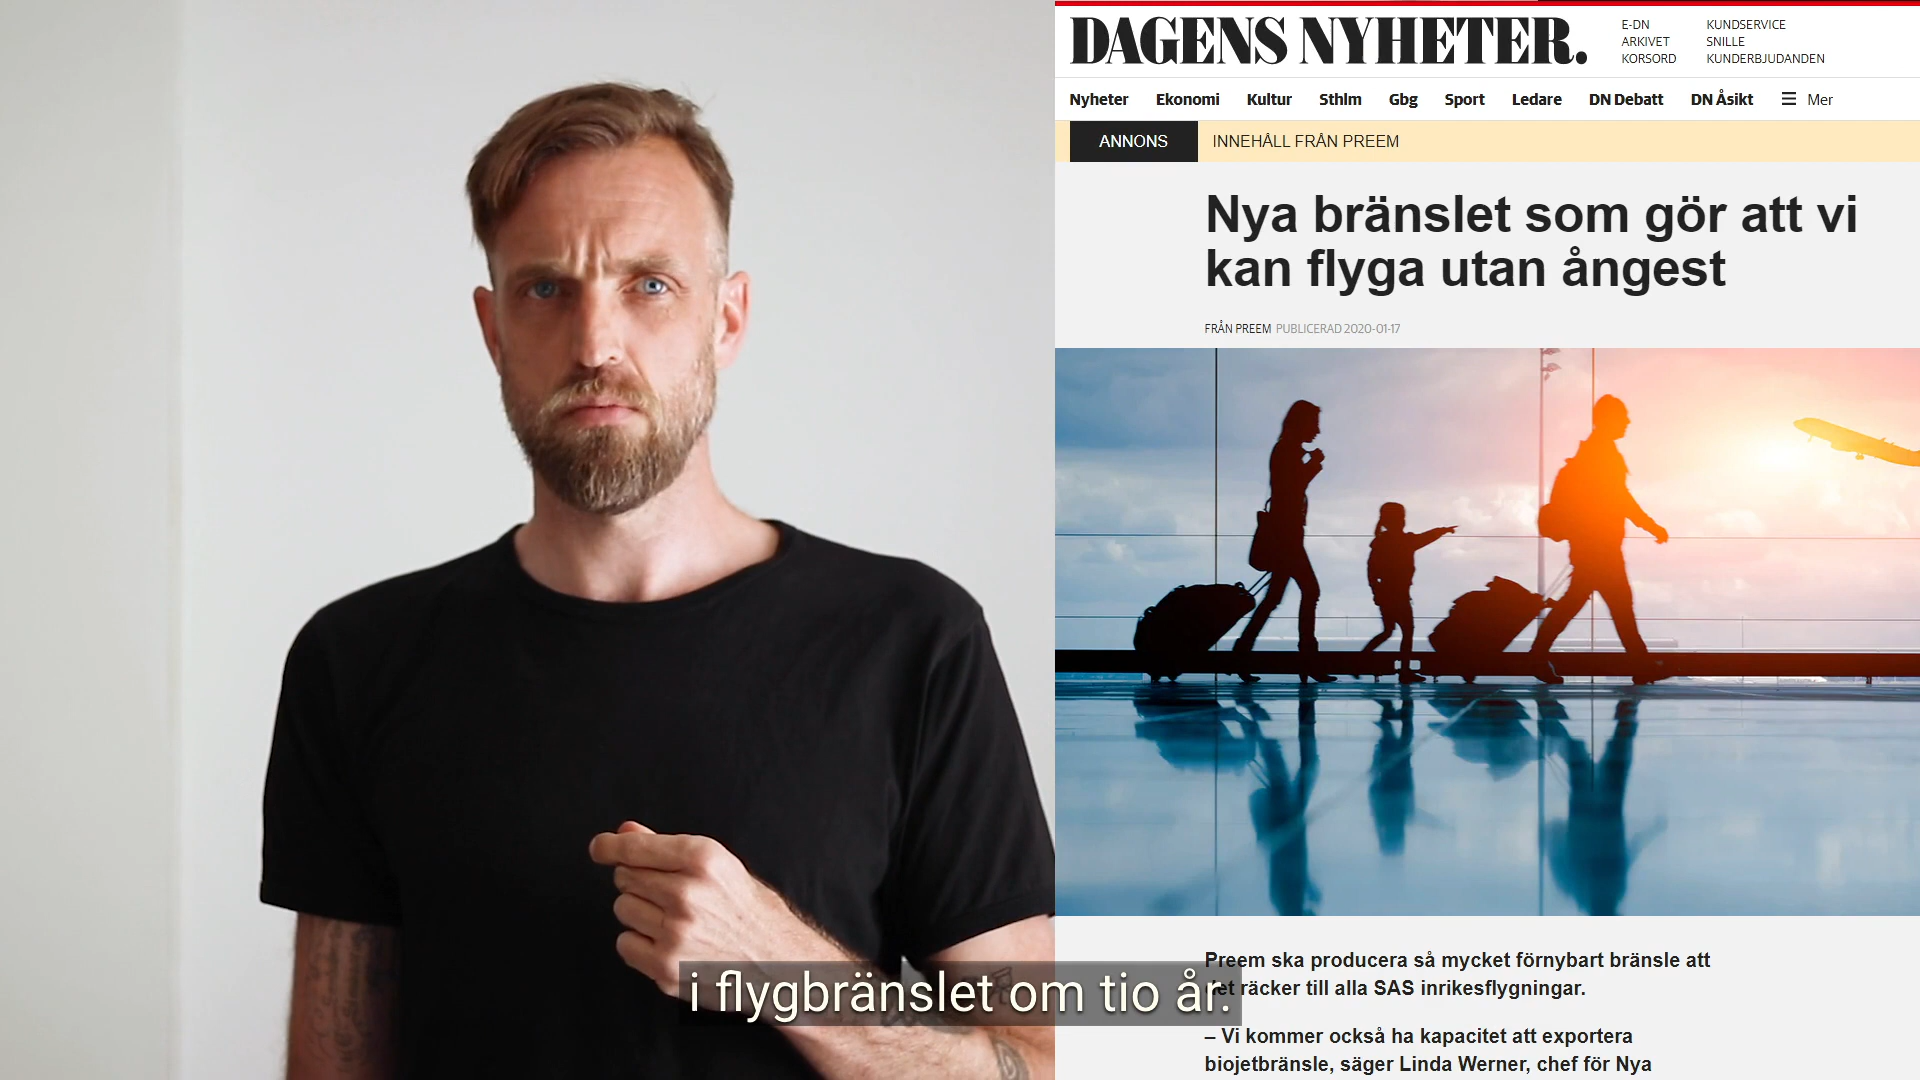 DAGENS NYHETER.
E-DN
ARKIVET
KORSORD
KUNDSERVICE
SNILLE
KUNDERBJUDANDEN
Nyheter Ekonomi Kultur Sthlm Gbg Sport Ledare DN Debatt DN Åsikt Mer
ANNONS INNEHÅLL FRÅN PREEM
Nya bränslet som gör att vi
kan flyga utan ångest
FRÅN PREEM PUBLICERAD 2020-01-17
Preem ska producera så mycket förnybart bränsle att
det räcker till alla SAS inrikesflygningar.
– Vi kommer också ha kapacitet att exportera
biojetbränsle, säger Linda Werner, chef för Nya
i flygbränslet om tio år.